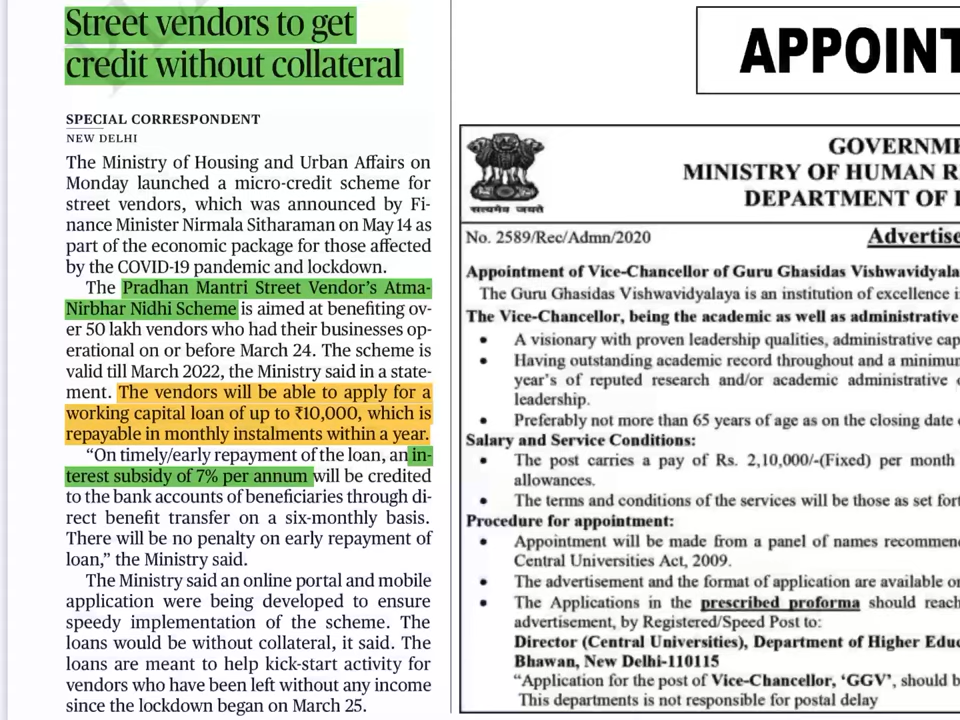 Street vendors to get
credit without collateral
SPECIAL CORRESPONDENT
NEW DELHI
The Ministry of Housing and Urban Affairs on
Monday launched a micro-credit scheme for
street vendors, which was announced by Fi-
nance Minister Nirmala Sitharaman on May 14 as
part of the economic package for those affected
by the COVID-19 pandemic and lockdown.
The Pradhan Mantri Street Vendor's Atma-
Nirbhar Nidhi Scheme is aimed at benefiting ov-
er 50 lakh vendors who had their businesses op-
erational on or before March 24. The scheme is
valid till March 2022, the Ministry said in a state-
ment. The vendors will be able to apply for a
working capital loan of up to ₹10,000, which is
repayable in monthly instalments within a year.
“On timely/early repayment of the loan, an in-
terest subsidy of 7% per annum will be credited
to the bank accounts of beneficiaries through di-
rect benefit transfer on a six-monthly basis.
There will be no penalty on early repayment of
loan,” the Ministry said.
The Ministry said an online portal and mobile
application were being developed to ensure
speedy implementation of the scheme. The
loans would be without collateral, it said. The
loans are meant to help kick-start activity for
vendors who have been left without any income
since the lockdown began on March 25.
APPOINT
सत्यमेव जयते
GOVERNME
MINISTRY OF HUMAN R
DEPARTMENT OF
No. 2589/Rec/Admn/2020
Advertise
Appointment of Vice-Chancellor of Guru Ghasidas Vishwavidyala
The Guru Ghasidas Vishwavidyalaya is an institution of excellence i
The Vice-Chancellor, being the academic as well as administrative
• A visionary with proven leadership qualities, administrative cap
• Having outstanding academic record throughout and a minimum
year's of reputed research and/or academic administrative
leadership.
• Preferably not more than 65 years of age as on the closing date
Salary and Service Conditions:
• The post carries a pay of Rs. 2,10,000/-(Fixed) per month
allowances.
• The terms and conditions of the services will be those as set fort
Procedure for appointment:
• Appointment will be made from a panel of names recommen
Central Universities Act, 2009.
• The advertisement and the format of application are available o
• The Applications in the prescribed proforma should reach
advertisement, by Registered/Speed Post to:
Director (Central Universities), Department of Higher Educ
Bhawan, New Delhi-110115
“Application for the post of Vice-Chancellor, ‘GGV’, should b
This departments is not responsible for postal delay